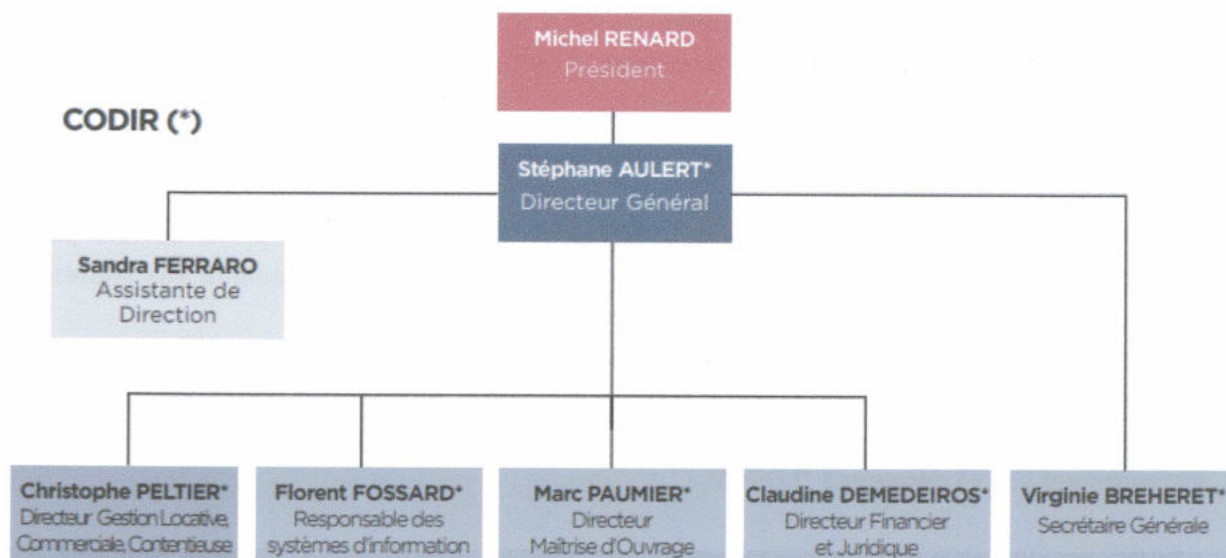 Michel RENARD
Président
CODIR (*)
Stéphane AULERT*
Directeur Général
Sandra FERRARO
Assistante de
Direction
Christophe PELTIER*
Directeur Gestion Locative,
Commerciale, Contentieuse
Florent FOSSARD*
Responsable des
systèmes d'information
Marc PAUMIER*
Directeur
Maîtrise d'Ouvrage
Claudine DEMEDEIROS*
Directeur Financier
et Juridique
Virginie BREHERET*
Secrétaire Générale